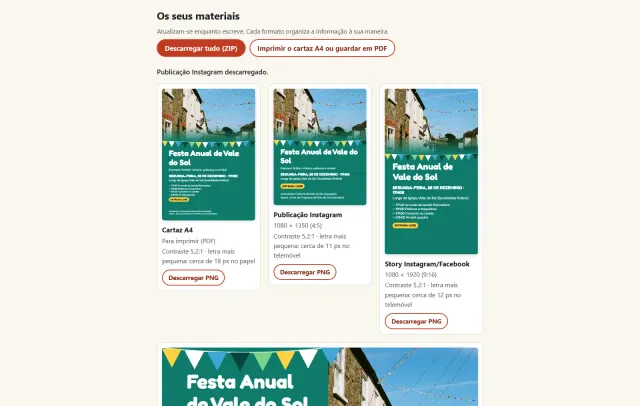 Os seus materiais
Atualizam-se enquanto escreve. Cada formato organiza a informação à sua maneira.
Descarregar tudo (ZIP)
Imprimir o cartaz A4 ou guardar em PDF
Publicação Instagram descarregado.
Festa Anual de Vale do Sol
SEGUNDA-FEIRA, 28 DE DEZEMBRO · 17H00
ENTRADA LIVRE
Cartaz A4
Para imprimir (PDF)
Contraste 5,2:1 · letra mais
pequena: cerca de 18 px no papel
Descarregar PNG
Festa Anual de Vale do
Sol
SEGUNDA-FEIRA, 28 DE DEZEMBRO · 17H00
ENTRADA LIVRE
Publicação Instagram
1080 × 1350 (4:5)
Contraste 5,2:1 · letra mais
pequena: cerca de 11 px no
telemóvel
Descarregar PNG
Festa Anual de
Vale do Sol
SEGUNDA-FEIRA, 28 DE DEZEMBRO ·
17H00
ENTRADA LIVRE
Story Instagram/Facebook
1080 × 1920 (9:16)
Contraste 5,2:1 · letra mais
pequena: cerca de 12 px no
telemóvel
Descarregar PNG
Festa Anual
de Vale do Sol